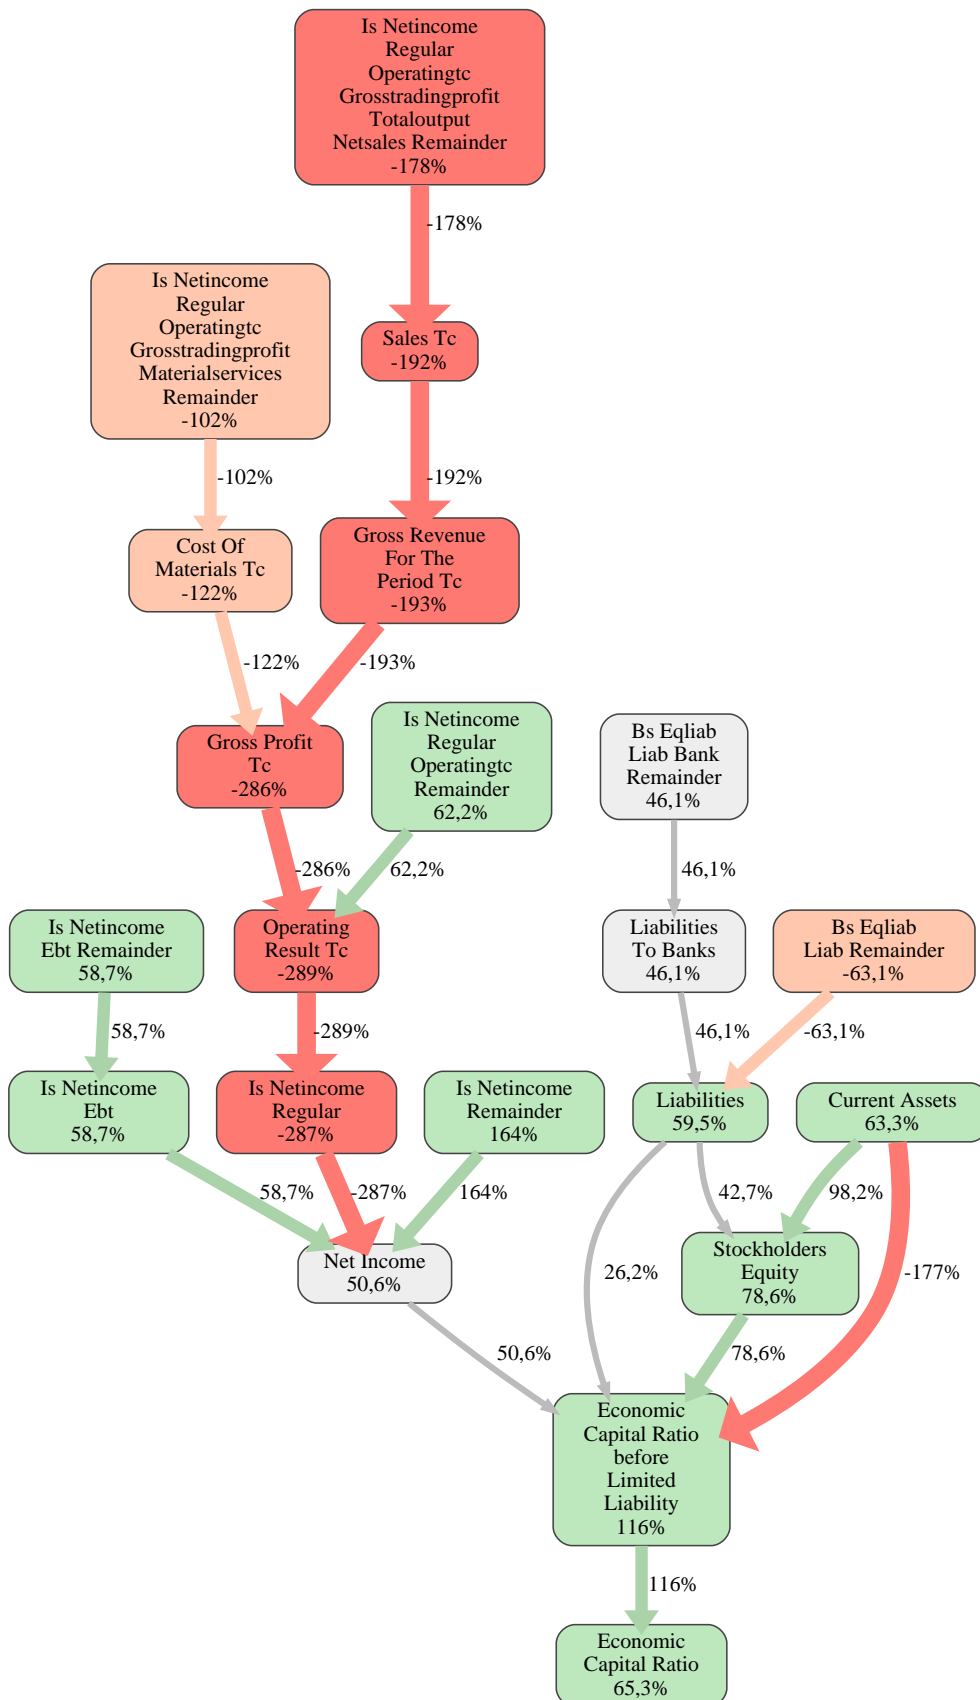 Is Netincome
Regular
Operatingtc
Grosstradingprofit
Totaloutput
Netsales Remainder
-178%
-178%
Is Netincome
Regular
Operatingtc
Grosstradingprofit
Materialservices
Remainder
-102%
Sales Tc
-192%
-102%
-192%
Cost Of
Materials Tc
-122%
Gross Revenue
For The
Period Tc
-193%
-122%
-193%
Gross Profit
Tc
-286%
Is Netincome
Regular
Operatingtc
Remainder
62,2%
Bs Eqliab
Liab Bank
Remainder
46,1%
-286%
62,2%
46,1%
Is Netincome
Ebt Remainder
58,7%
Operating
Result Tc
-289%
Liabilities
To Banks
46,1%
Bs Eqliab
Liab Remainder
-63,1%
58,7%
-289%
46,1%
-63,1%
Is Netincome
Ebt
58,7%
Is Netincome
Regular
-287%
Is Netincome
Remainder
164%
Liabilities
59,5%
Current Assets
63,3%
58,7%
-287%
164%
42,7%
98,2%
Net Income
50,6%
26,2%
Stockholders
Equity
78,6%
-177%
50,6%
78,6%
Economic
Capital Ratio
before
Limited
Liability
116%
116%
Economic
Capital Ratio
65,3%